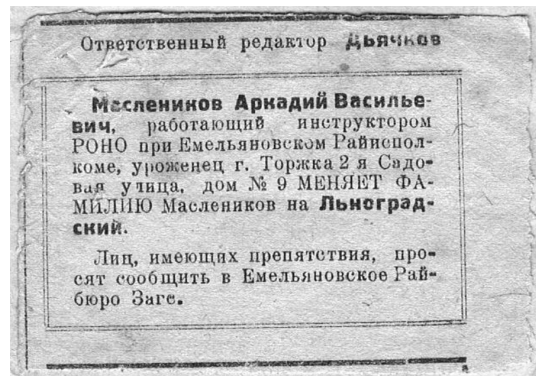 Ответственный редактор Дьячков
Маслеников Аркадий Василье-
вич, работающий инструктором
РОНО при Емельяновском Райиспол-
коме, уроженец г. Торжка 2 я Садо-
вая улица, дом № 9 МЕНЯЕТ ФА-
МИЛИЮ Маслеников на Льноград-
ский.
Лиц, имеющих препятствия, про-
сят сообщить в Емельяновское Рай-
бюро Загс.